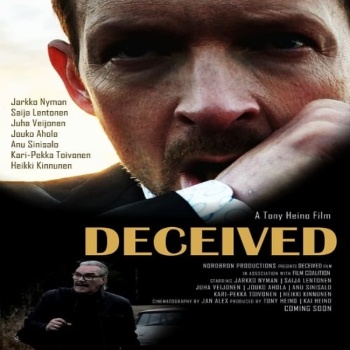 Jarkko Nyman
Saija Lentonen
Juha Veijonen
Jouko Ahola
Anu Sinisalo
Kari-Pekka Toivonen
Heikki Kinnunen
A Tony Heino Film
DECEIVED
NORDBRON PRODUCTIONS PRESENTS DECEIVED FILM
IN ASSOCIATION WITH FILM COALITION
STARRING JARKKO NYMAN | SAIJA LENTONEN
JUHA VEIJONEN | JOUKO AHOLA | ANU SINISALO
KARI-PEKKA TOIVONEN | HEIKKI KINNUNEN
CINEMATOGRAPHY BY JAN ALEX PRODUCED BY TONY HEINO | KAI HEINO
COMING SOON